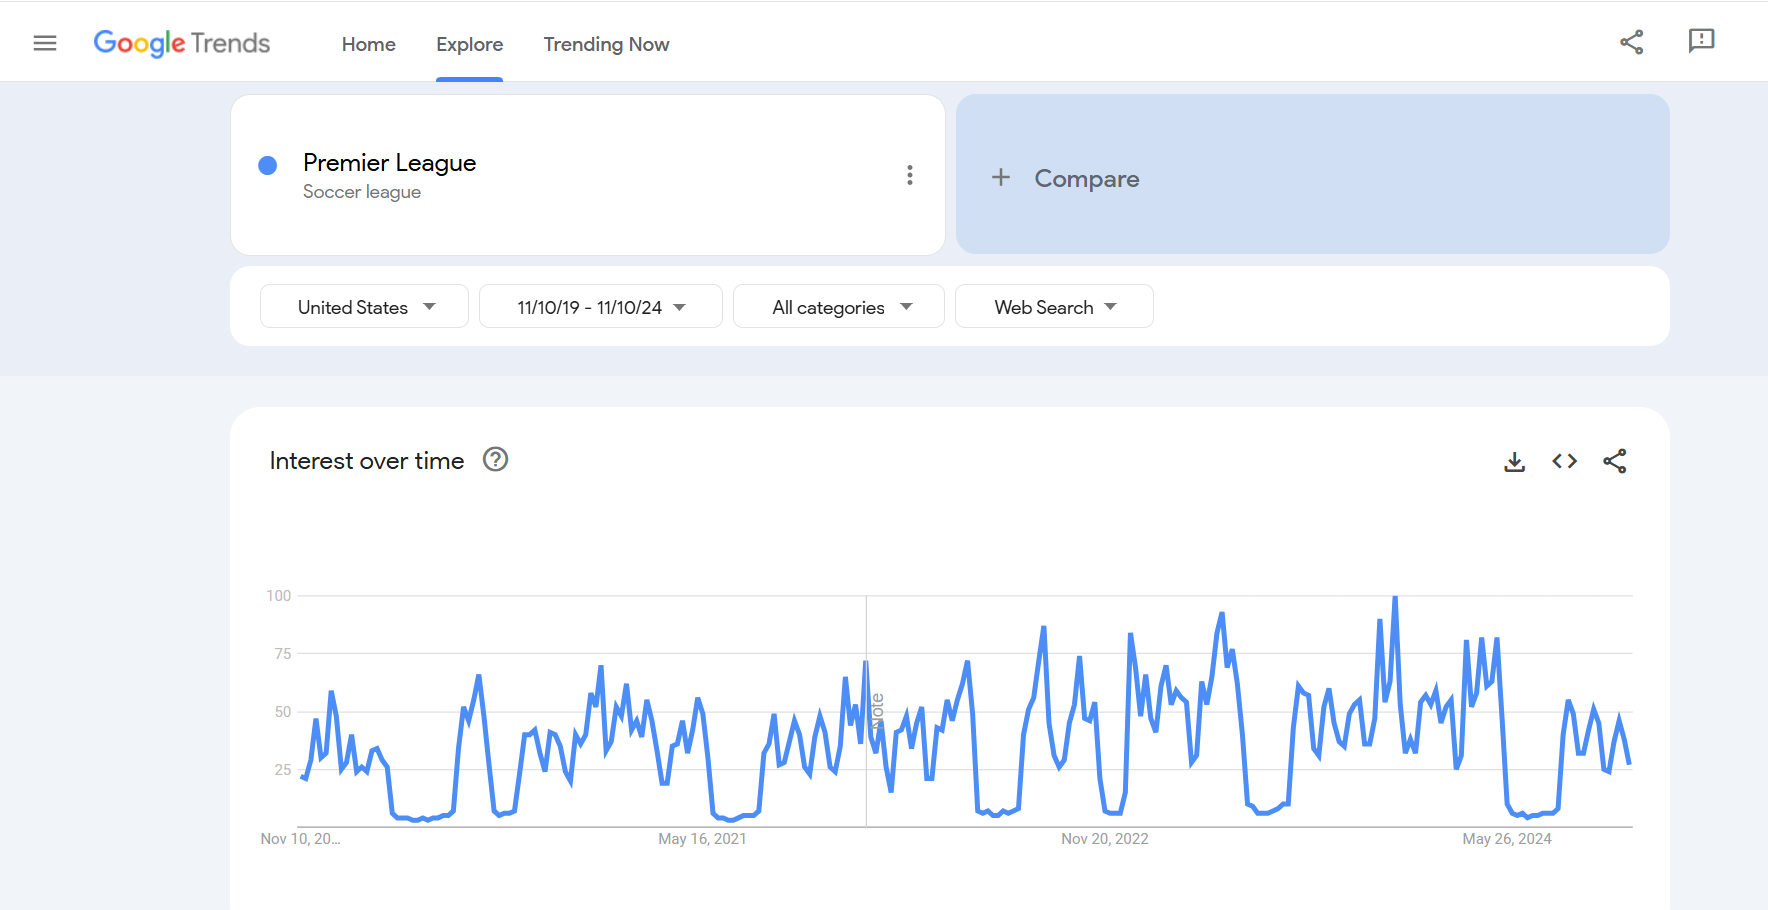 Google Trends
Home
Explore
Trending Now
Premier League
Soccer league
+ Compare
United States
11/10/19 - 11/10/24
All categories
Web Search
Interest over time
100
75
50
25
Note
Nov 10, 20...
May 16, 2021
Nov 20, 2022
May 26, 2024